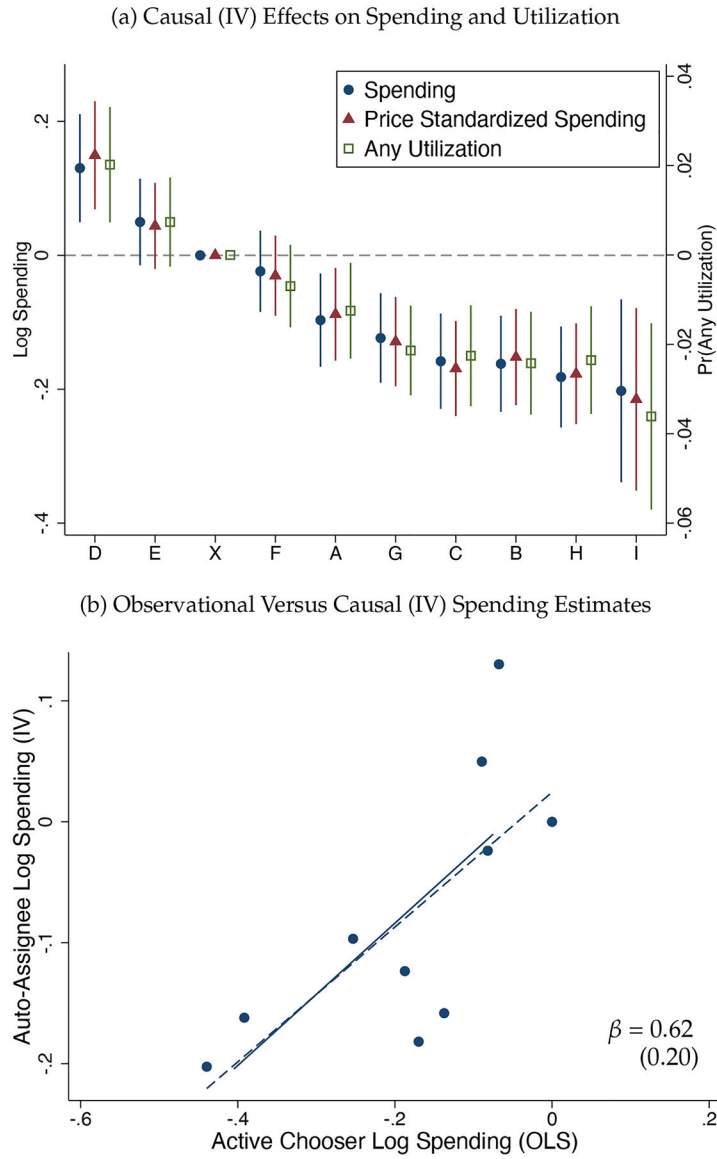 (a) Causal (IV) Effects on Spending and Utilization
Spending
Price Standardized Spending
Any Utilization
Log Spending
.2
0
-.2
-.4
Pr(Any Utilization)
.04
.02
0
-.02
-.04
-.06
D E X F A G C B H I
(b) Observational Versus Causal (IV) Spending Estimates
Auto-Assignee Log Spending (IV)
.1
0
-.1
-.2
β = 0.62
(0.20)
-.6 -.4 -.2 0 .2
Active Chooser Log Spending (OLS)